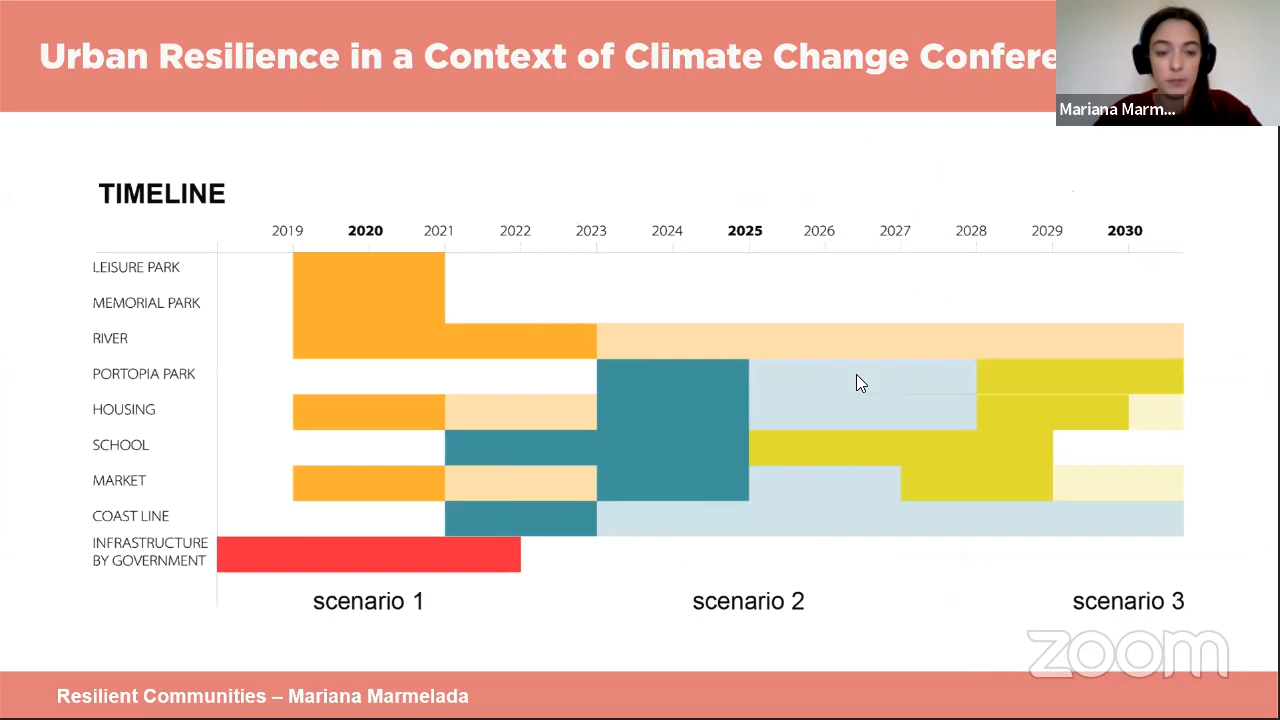 Urban Resilience in a Context of Climate Change Confere
Mariana Marm...
TIMELINE
2019 2020 2021 2022 2023 2024 2025 2026 2027 2028 2029 2030
LEISURE PARK
MEMORIAL PARK
RIVER
PORTOPIA PARK
HOUSING
SCHOOL
MARKET
COAST LINE
INFRASTRUCTURE
BY GOVERNMENT
scenario 1 scenario 2 scenario 3
zoom
Resilient Communities – Mariana Marmelada